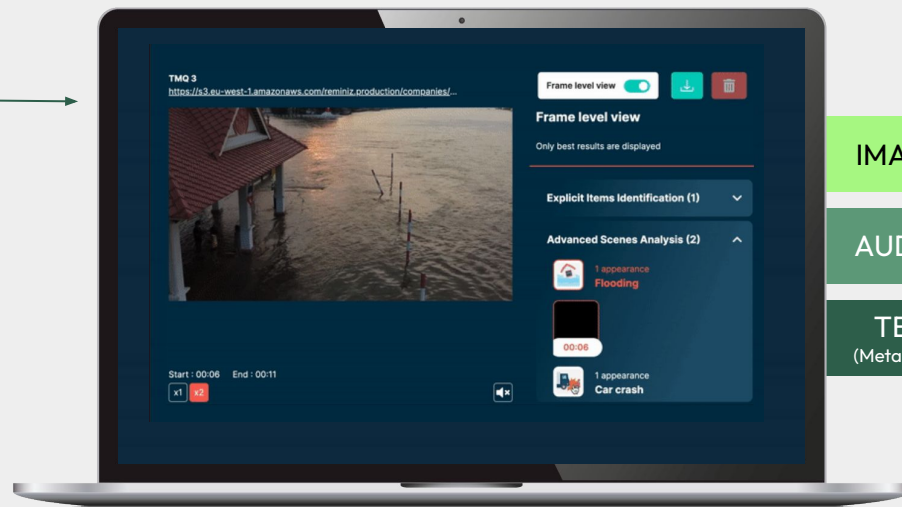 TMQ 3
https://s3.eu-west-1.amazonaws.com/reminiz.production/companies/...
Frame level view
Frame level view
Only best results are displayed
Explicit Items Identification (1)
Advanced Scenes Analysis (2)
1 appearance
Flooding
00:06
1 appearance
Car crash
Start : 00:06 End : 00:11
x1 x2
IMA
AUD
TE
(Meta